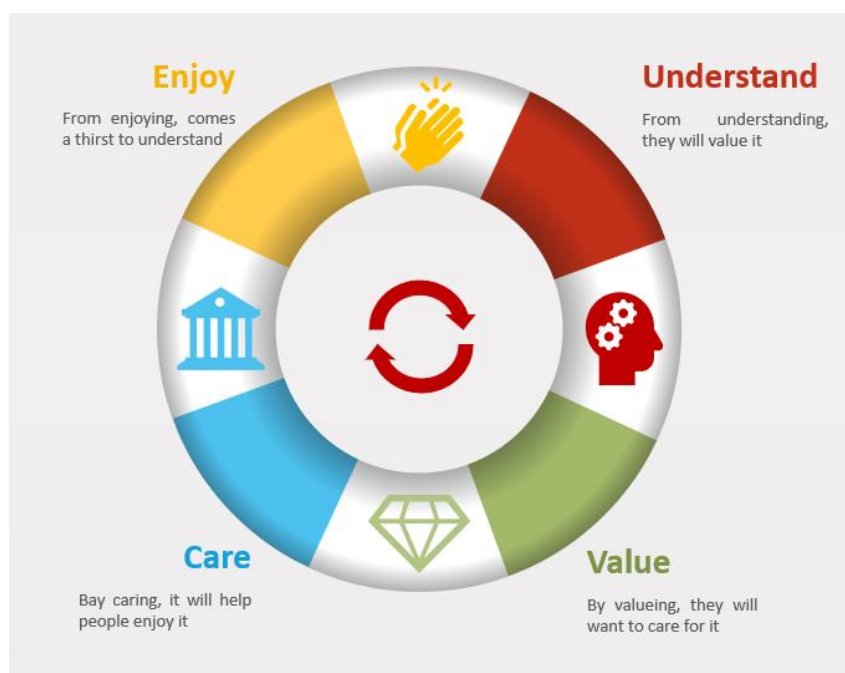 Enjoy
From enjoying, comes
a thirst to understand
Understand
From understanding,
they will value it
Care
Bay caring, it will help
people enjoy it
Value
By valueing, they will
want to care for it